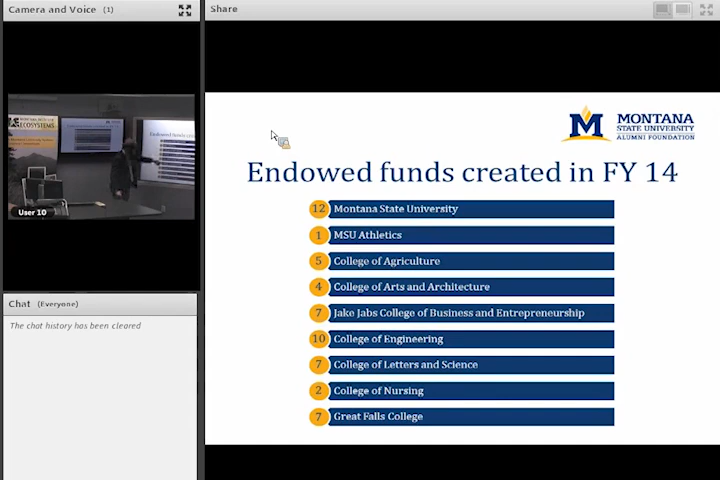 Camera and Voice (1)
Share
ECOSYSTEMS
Endowed funds
User 10
Chat (Everyone)
The chat history has been cleared
M
MONTANA
STATE UNIVERSITY
ALUMNI FOUNDATION
Endowed funds created in FY 14
12 Montana State University
1 MSU Athletics
5 College of Agriculture
4 College of Arts and Architecture
7 Jake Jabs College of Business and Entrepreneurship
10 College of Engineering
7 College of Letters and Science
2 College of Nursing
7 Great Falls College